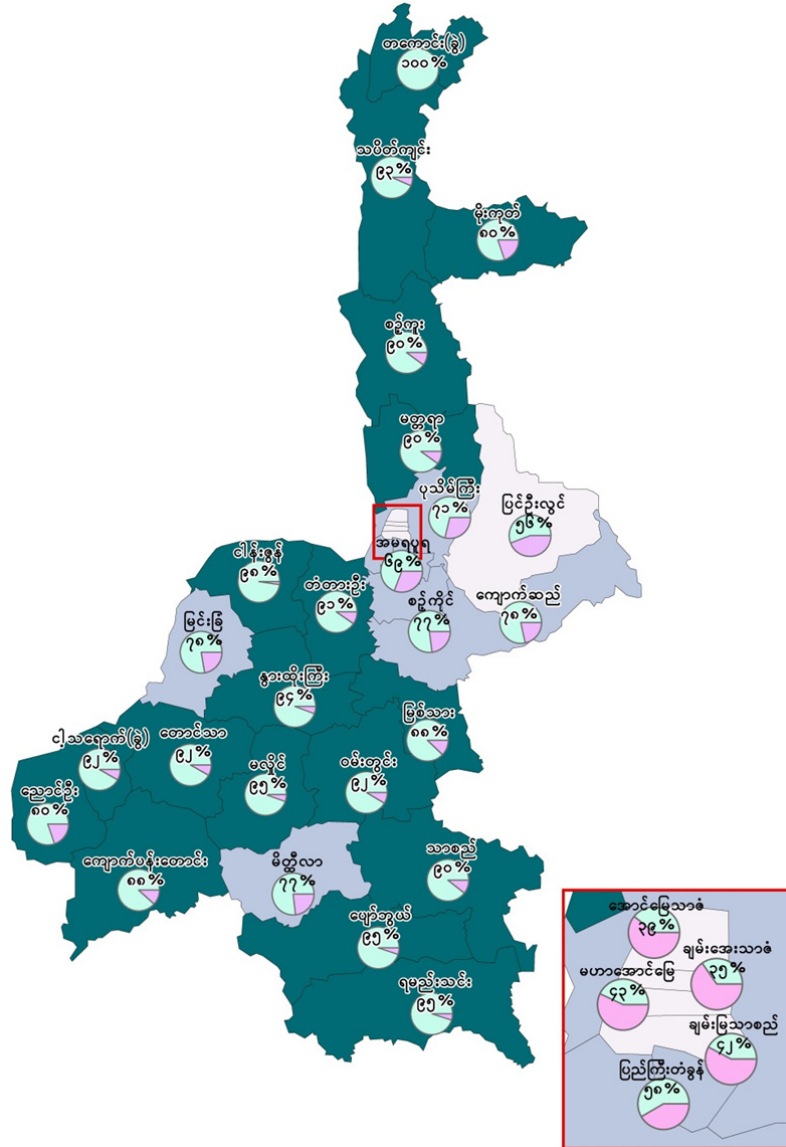 တကောင်း(ခွဲ)
၁၀၀%
သပိတ်ကျင်း
၉၃%
မိုးကုတ်
၈၀%
စဉ့်ကူး
၉၀%
မတ္တရာ
၉၀%
ပုသိမ်ကြီး
၇၁%
ပြင်ဦးလွင်
၅၆%
အမရပူရ
၆၉%
ငါန်းဇွန်
၉၈%
တံတားဦး
၉၁%
စဉ့်ကိုင်
၇၇%
ကျောက်ဆည်
၇၈%
မြင်းခြံ
၇၈%
နွားထိုးကြီး
၉၄%
မြစ်သား
၈၈%
ငါ့သရောက်(ခွဲ)
၉၂%
တောင်သာ
၉၂%
မလှိုင်
၉၅%
ဝမ်းတွင်း
၉၂%
ညောင်ဦး
၈၀%
ကျောက်ပန်းတောင်း
၈၈%
မိတ္ထီလာ
၇၇%
သာစည်
၉၀%
ပျော်ဘွယ်
၉၅%
ရမည်းသင်း
၉၅%
အောင်မြေသာဇံ
၃၉%
ချမ်းအေးသာဇံ
၃၅%
မဟာအောင်မြေ
၄၃%
ချမ်းမြသာစည်
၄၂%
ပြည်ကြီးတံခွန်
၅၈%